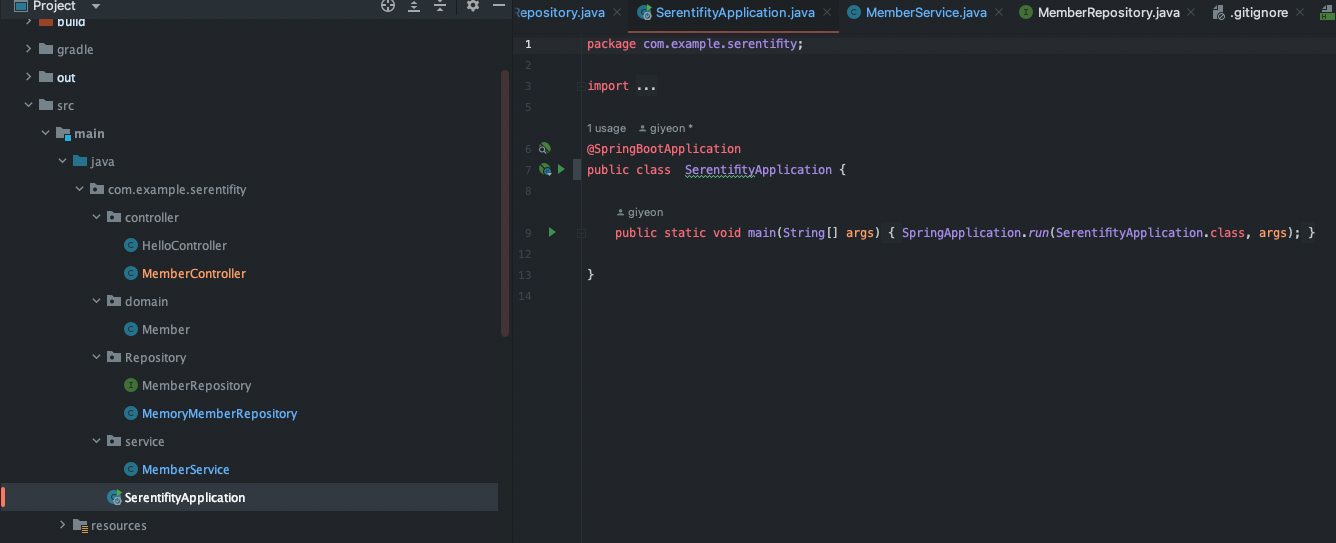 Project
build
gradle
out
src
main
java
com.example.serentifity
controller
HelloController
MemberController
domain
Member
Repository
MemberRepository
MemoryMemberRepository
service
MemberService
SerentifityApplication
resources
Repository.java SerentifityApplication.java MemberService.java MemberRepository.java .gitignore
1 package com.example.serentifity;
2
3 import ...
5
1 usage giyeon *
6 @SpringBootApplication
7 public class SerentifityApplication {
8
giyeon
9 public static void main(String[] args) { SpringApplication.run(SerentifityApplication.class, args); }
12
13 }
14